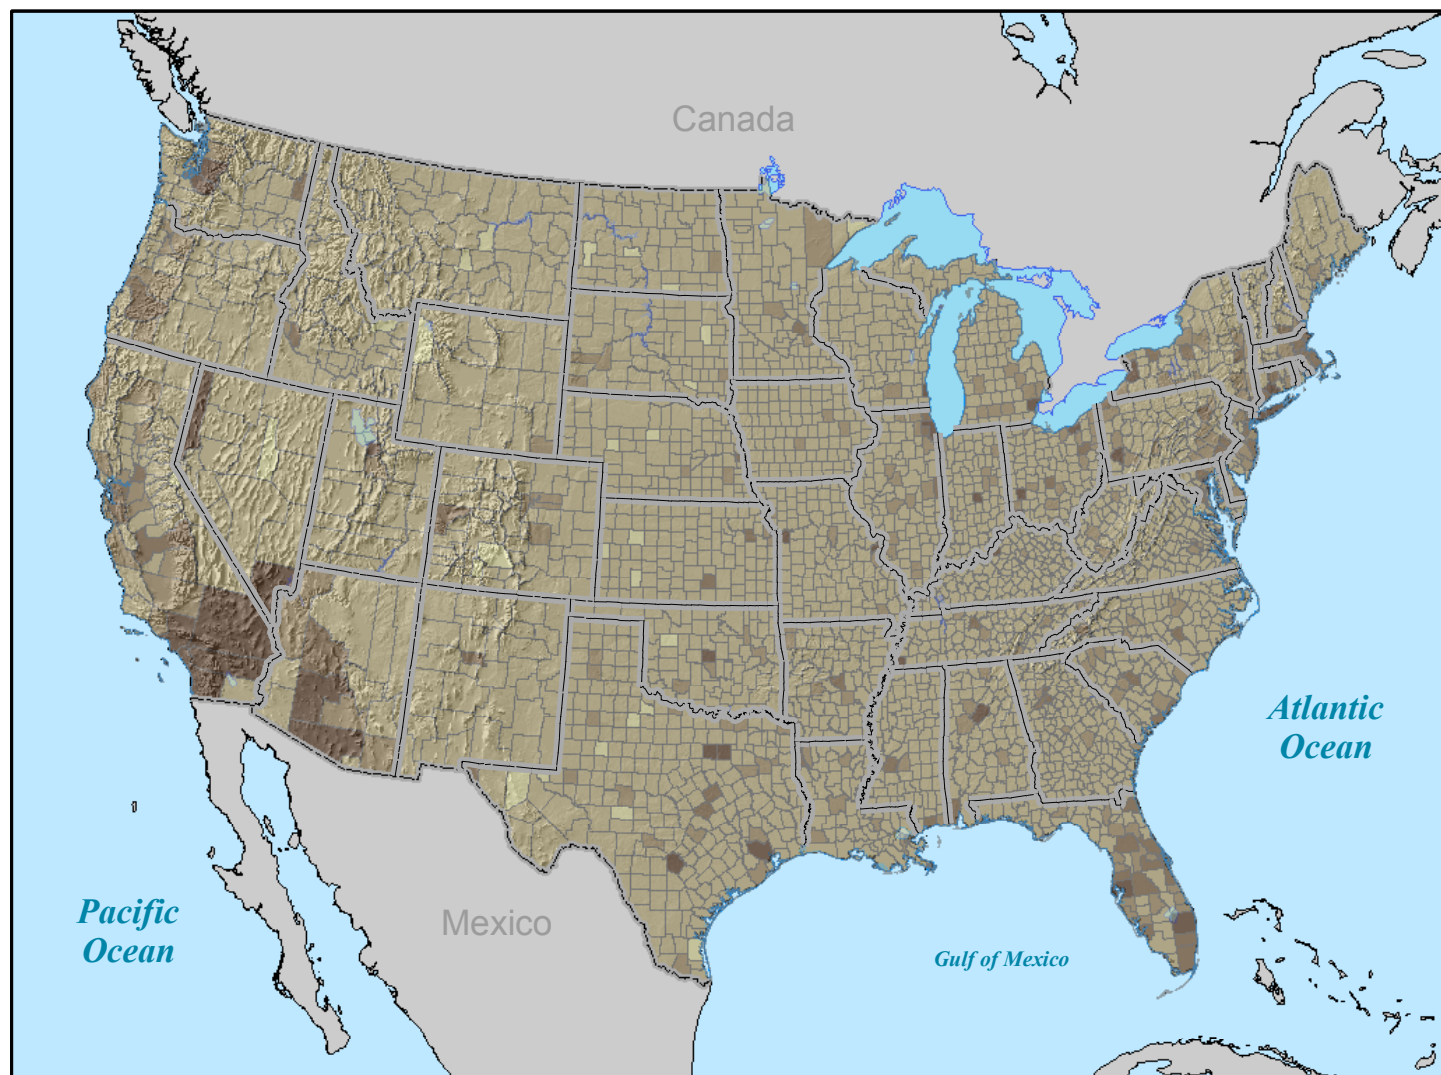 Canada
Atlantic
Ocean
Pacific
Ocean
Mexico
Gulf of Mexico